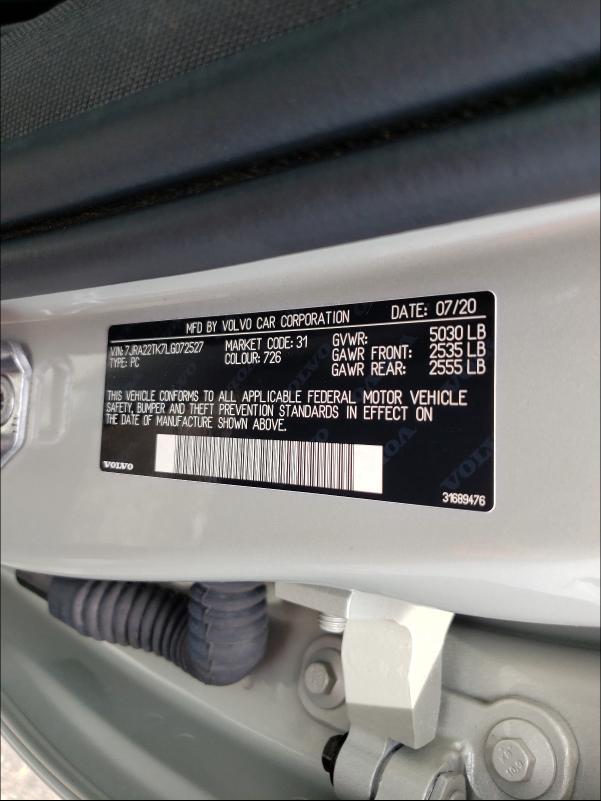 MFD BY VOLVO CAR CORPORATION DATE: 07/20
VIN: 7JRA22TK7LG072527 MARKET CODE: 31 GVWR: 5030 LB
TYPE: PC COLOUR: 726 GAWR FRONT: 2535 LB
GAWR REAR: 2555 LB
THIS VEHICLE CONFORMS TO ALL APPLICABLE FEDERAL MOTOR VEHICLE
SAFETY, BUMPER AND THEFT PREVENTION STANDARDS IN EFFECT ON
THE DATE OF MANUFACTURE SHOWN ABOVE.
VOLVO
31689476
10.9